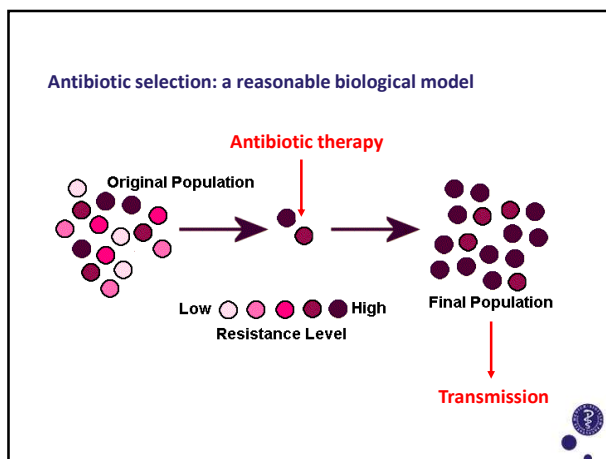 Antibiotic selection: a reasonable biological model
Antibiotic therapy
Original Population
Low
High
Resistance Level
Final Population
Transmission